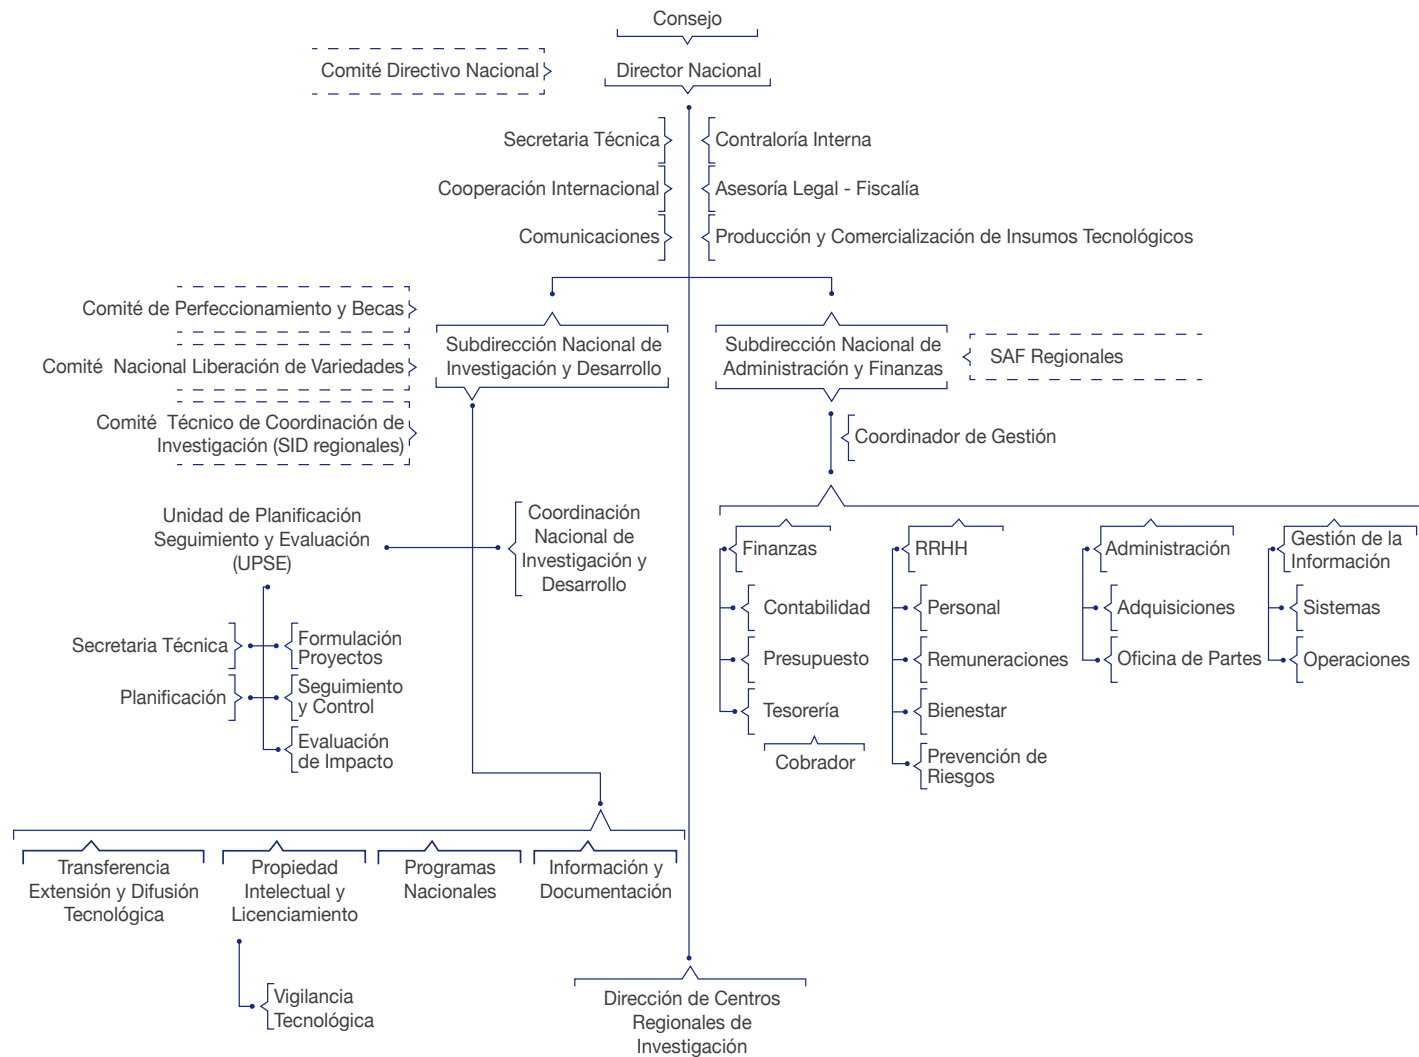 Consejo
Comité Directivo Nacional
Director Nacional
Secretaria Técnica
Contraloría Interna
Cooperación Internacional
Asesoría Legal - Fiscalía
Comunicaciones
Producción y Comercialización de Insumos Tecnológicos
Comité de Perfeccionamiento y Becas
Comité Nacional Liberación de Variedades
Comité Técnico de Coordinación de
Investigación (SID regionales)
Subdirección Nacional de
Investigación y Desarrollo
Subdirección Nacional de
Administración y Finanzas
SAF Regionales
Coordinador de Gestión
Unidad de Planificación
Seguimiento y Evaluación
(UPSE)
Coordinación
Nacional de
Investigación y
Desarrollo
Secretaria Técnica
Formulación
Proyectos
Planificación
Seguimiento
y Control
Evaluación
de Impacto
Finanzas
Contabilidad
Presupuesto
Tesorería
Cobrador
RRHH
Personal
Remuneraciones
Bienestar
Prevención de
Riesgos
Administración
Adquisiciones
Oficina de Partes
Gestión de la
Información
Sistemas
Operaciones
Transferencia
Extensión y Difusión
Tecnológica
Propiedad
Intelectual y
Licenciamiento
Programas
Nacionales
Información y
Documentación
Vigilancia
Tecnológica
Dirección de Centros
Regionales de
Investigación